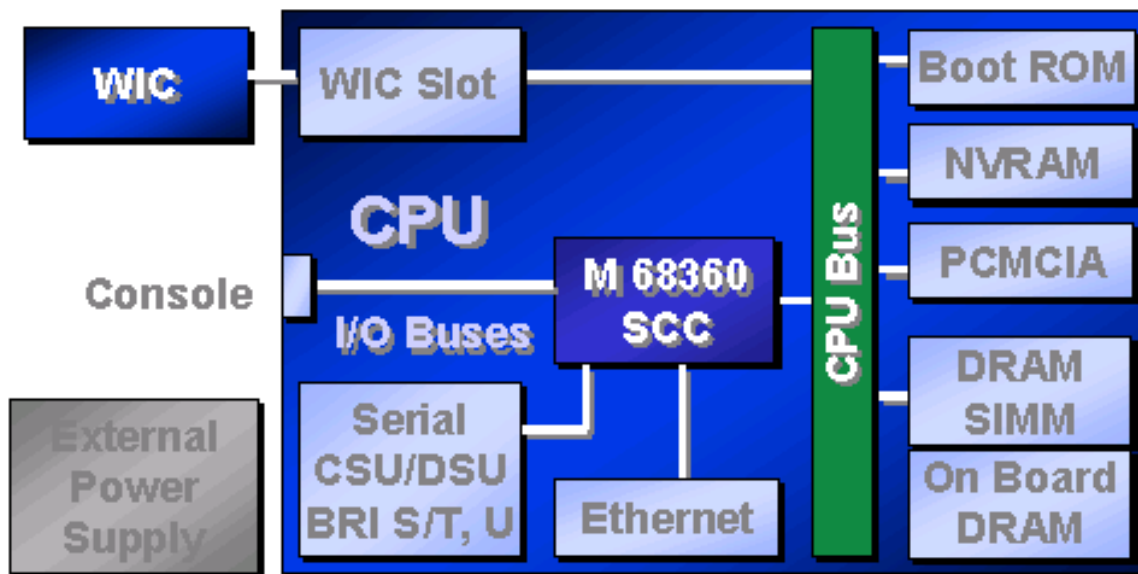 WIC
WIC Slot
Boot ROM
NVRAM
CPU
CPU Bus
PCMCIA
Console
M 68360
SCC
I/O Buses
DRAM
SIMM
External
Power
Supply
Serial
CSU/DSU
BRI S/T, U
Ethernet
On Board
DRAM